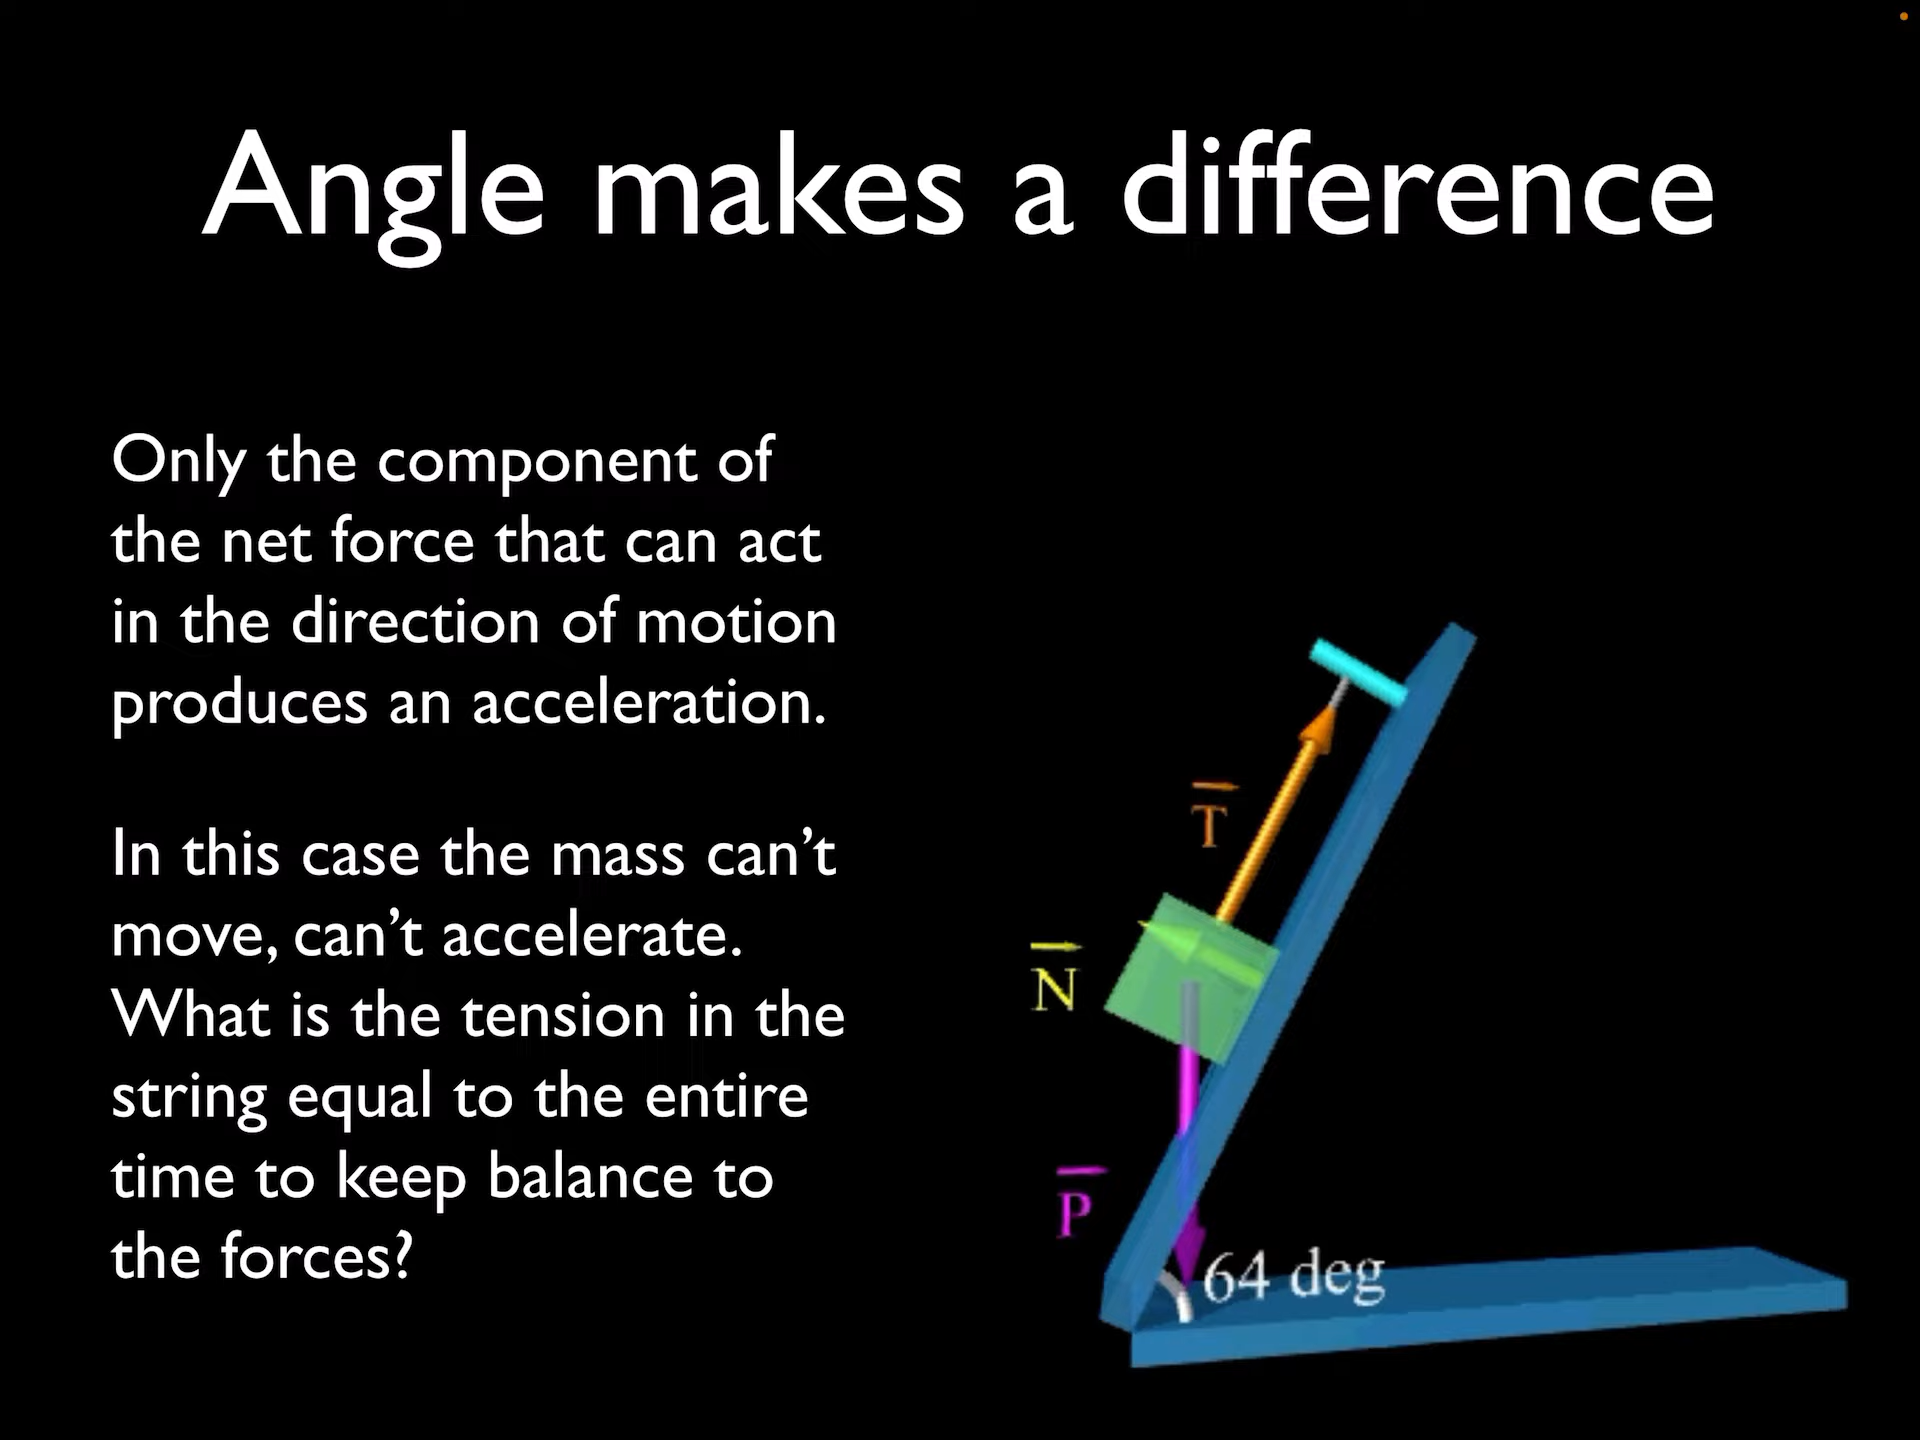 Angle makes a difference
Only the component of
the net force that can act
in the direction of motion
produces an acceleration.
In this case the mass can’t
move, can’t accelerate.
What is the tension in the
string equal to the entire
time to keep balance to
the forces?
T
N
P
64 deg